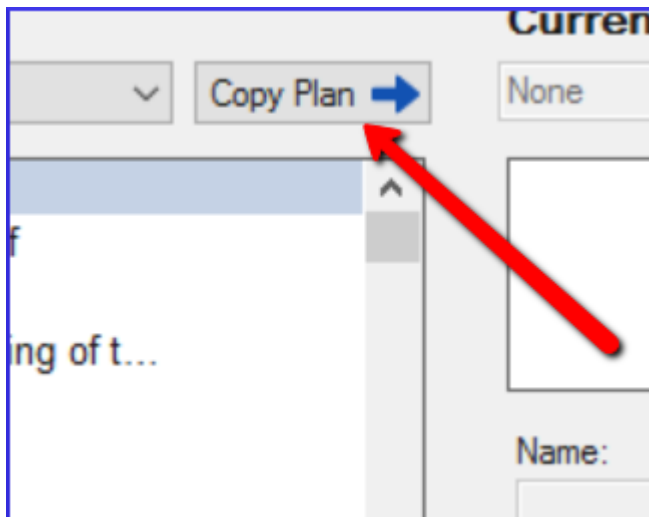 Curren
Copy Plan
None
f
ing of t...
Name: